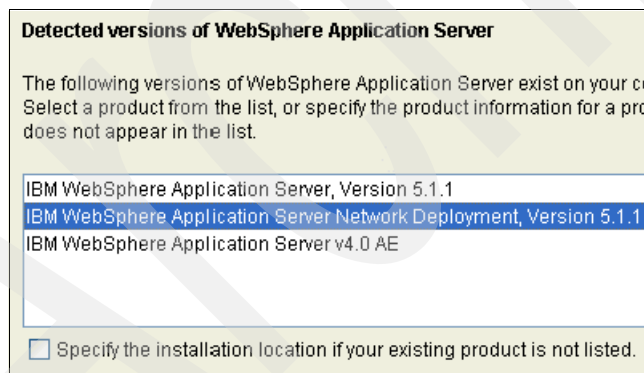 Detected versions of WebSphere Application Server
The following versions of WebSphere Application Server exist on your c
Select a product from the list, or specify the product information for a pro
does not appear in the list.
IBM WebSphere Application Server, Version 5.1.1
IBM WebSphere Application Server Network Deployment, Version 5.1.1
IBM WebSphere Application Server v4.0 AE
Specify the installation location if your existing product is not listed.